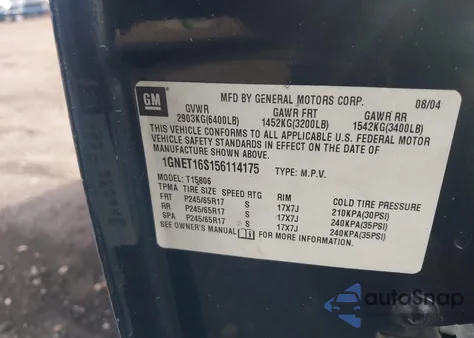 GM
MFD BY GENERAL MOTORS CORP. 08/04
GVWR GAWR FRT GAWR RR
2903KG(6400LB) 1452KG(3200LB) 1542KG(3400LB)
THIS VEHICLE CONFORMS TO ALL APPLICABLE U.S. FEDERAL MOTOR
VEHICLE SAFETY STANDARDS IN EFFECT ON THE DATE OF
MANUFACTURE SHOWN ABOVE.
1GNET16S156114175 TYPE: M.P.V.
MODEL: T15806
TPMA TIRE SIZE SPEED RTG RIM COLD TIRE PRESSURE
FRT P245/65R17 S 17X7J 210KPA(30PSI)
RR P245/65R17 S 17X7J 240KPA(35PSI)
SPA P245/65R17 S 17X7J 240KPA(35PSI)
SEE OWNER'S MANUAL FOR MORE INFORMATION.
autoSnap